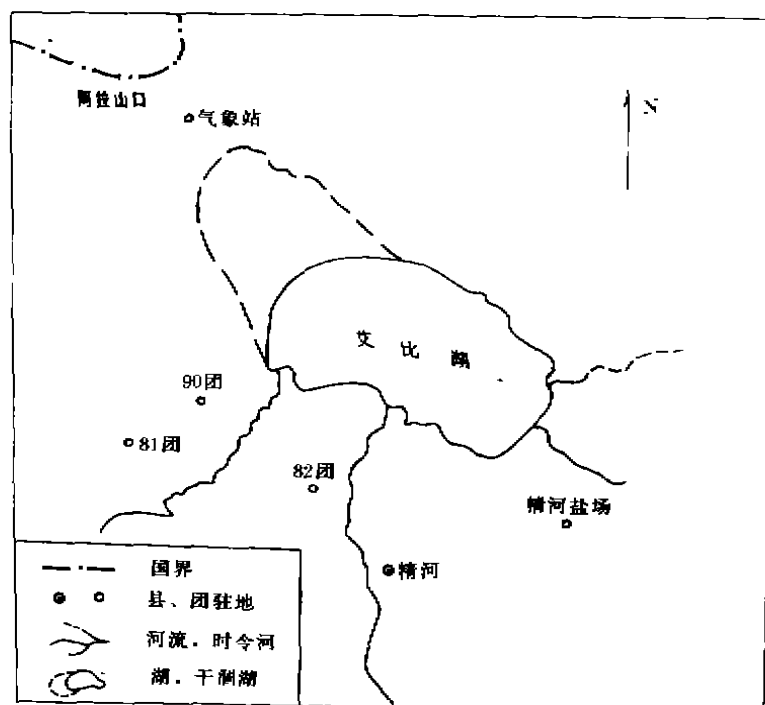 阿拉山口
气象站
N
艾比湖
90团
81团
82团
精河盐场
精河
国界
县、团驻地
河流、时令河
湖、干涸湖